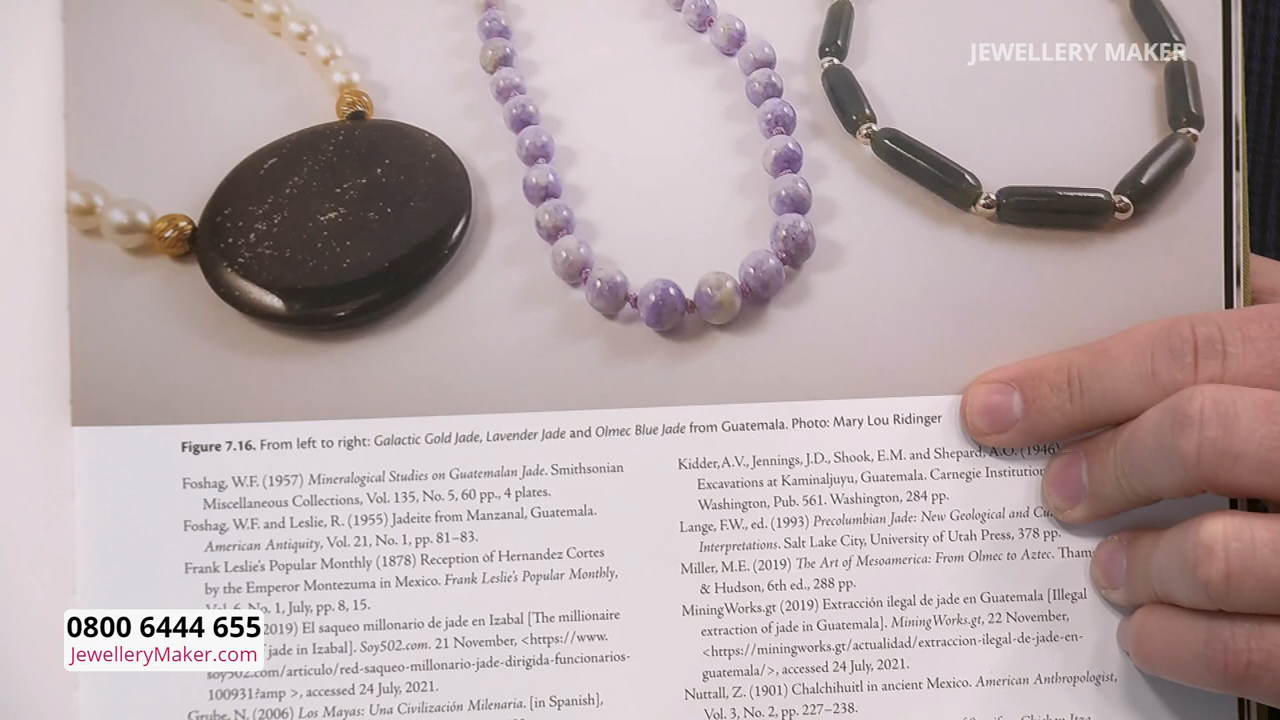 JEWELLERY MAKER
Figure 7.16. From left to right: Galactic Gold Jade, Lavender Jade and Olmec Blue Jade from Guatemala. Photo: Mary Lou Ridinger
Foshag, W.F. (1957) Mineralogical Studies on Guatemalan Jade. Smithsonian
Miscellaneous Collections, Vol. 135, No. 5, 60 pp., 4 plates.
Foshag, W.F. and Leslie, R. (1955) Jadeite from Manzanal, Guatemala.
American Antiquity, Vol. 21, No. 1, pp. 81–83.
Frank Leslie's Popular Monthly (1878) Reception of Hernandez Cortes
by the Emperor Montezuma in Mexico. Frank Leslie's Popular Monthly,
Vol. 6, No. 1, July, pp. 8, 15.
2019) El saqueo millonario de jade en Izabal [The millionaire
jade in Izabal]. Soy502.com. 21 November, <https://www.
soy502.com/articulo/red-saqueo-millonario-jade-dirigida-funcionarios-
100931?amp >, accessed 24 July, 2021.
Grube, N. (2006) Los Mayas: Una Civilización Milenaria. [in Spanish],
Kidder, A.V., Jennings, J.D., Shook, E.M. and Shepard, A.O. (1946)
Excavations at Kaminaljuyu, Guatemala. Carnegie Institution
Washington, Pub. 561. Washington, 284 pp.
Lange, F.W., ed. (1993) Precolumbian Jade: New Geological and Cu
Interpretations. Salt Lake City, University of Utah Press, 378 pp.
Miller, M.E. (2019) The Art of Mesoamerica: From Olmec to Aztec. Tham
& Hudson, 6th ed., 288 pp.
MiningWorks.gt (2019) Extracción ilegal de jade en Guatemala [Illegal
extraction of jade in Guatemala]. MiningWorks.gt, 22 November,
<https://miningworks.gt/actualidad/extraccion-ilegal-de-jade-en-
guatemala/>, accessed 24 July, 2021.
Nuttall, Z. (1901) Chalchihuitl in ancient Mexico. American Anthropologist,
Vol. 3, No. 2, pp. 227–238.
0800 6444 655
JewelleryMaker.com